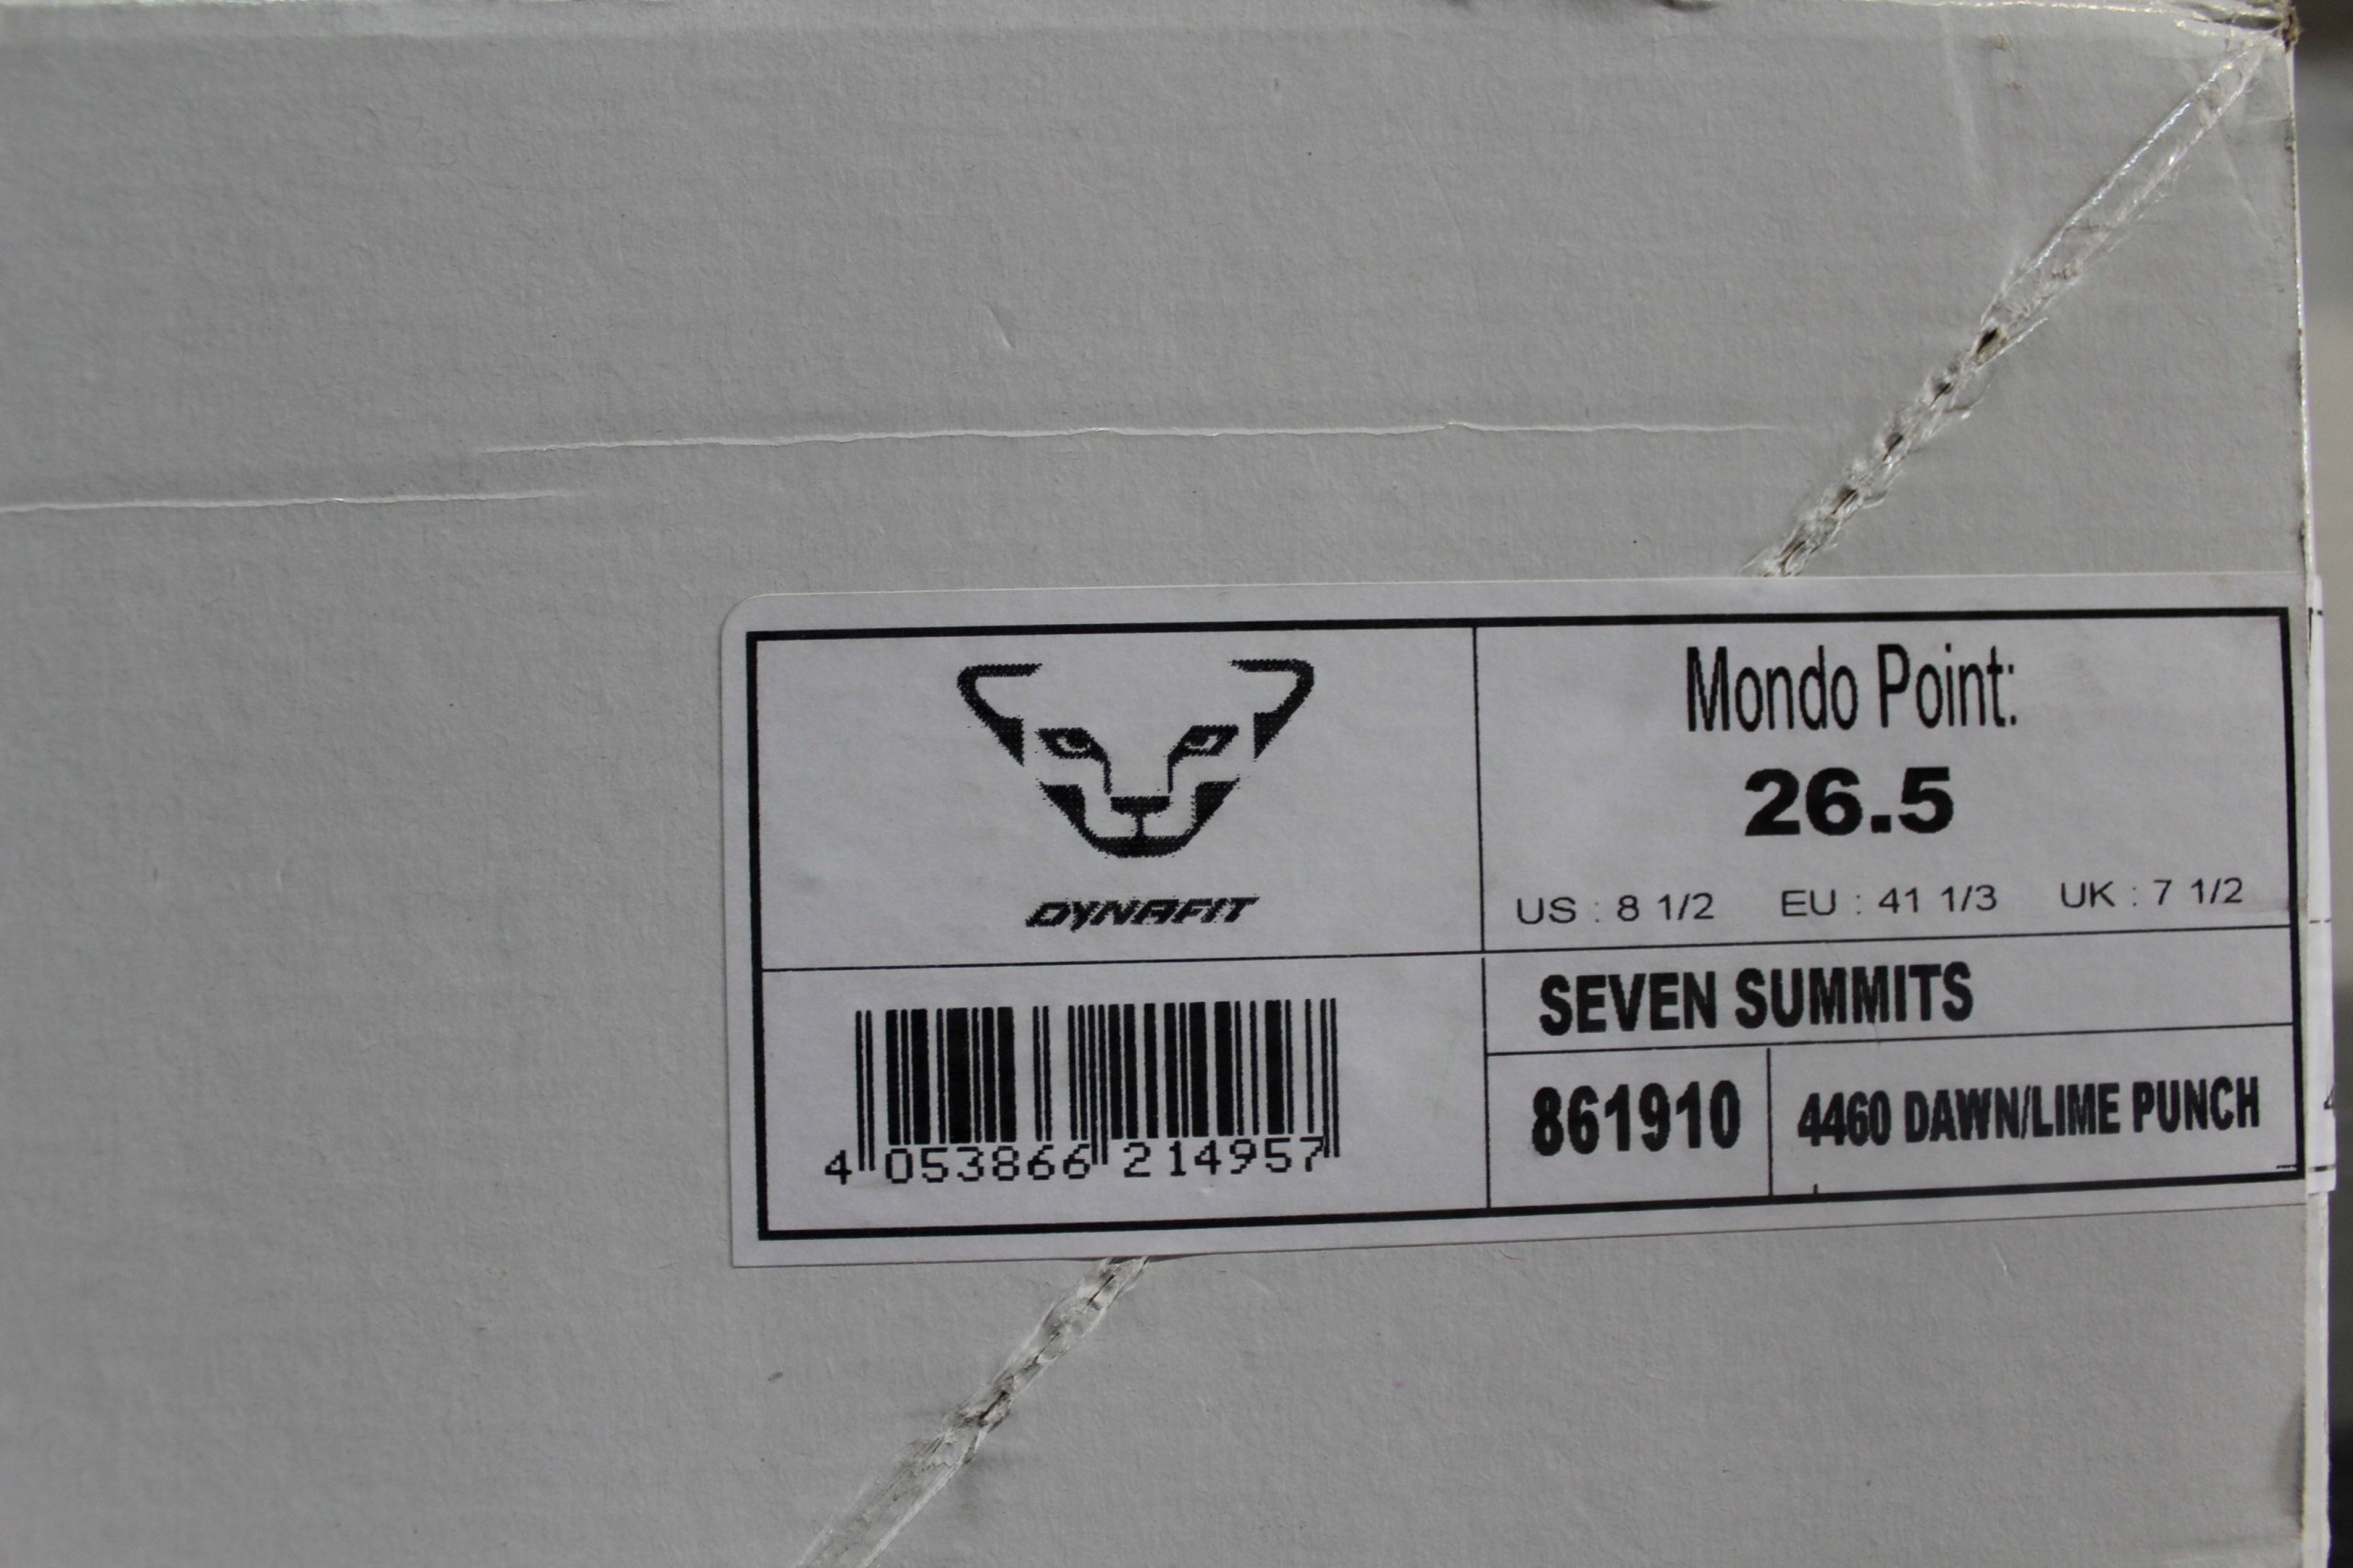 DYNAFIT
Mondo Point:
26.5
US : 8 1/2 EU : 41 1/3 UK : 7 1/2
SEVEN SUMMITS
861910 4460 DAWN/LIME PUNCH
4 053866 214957